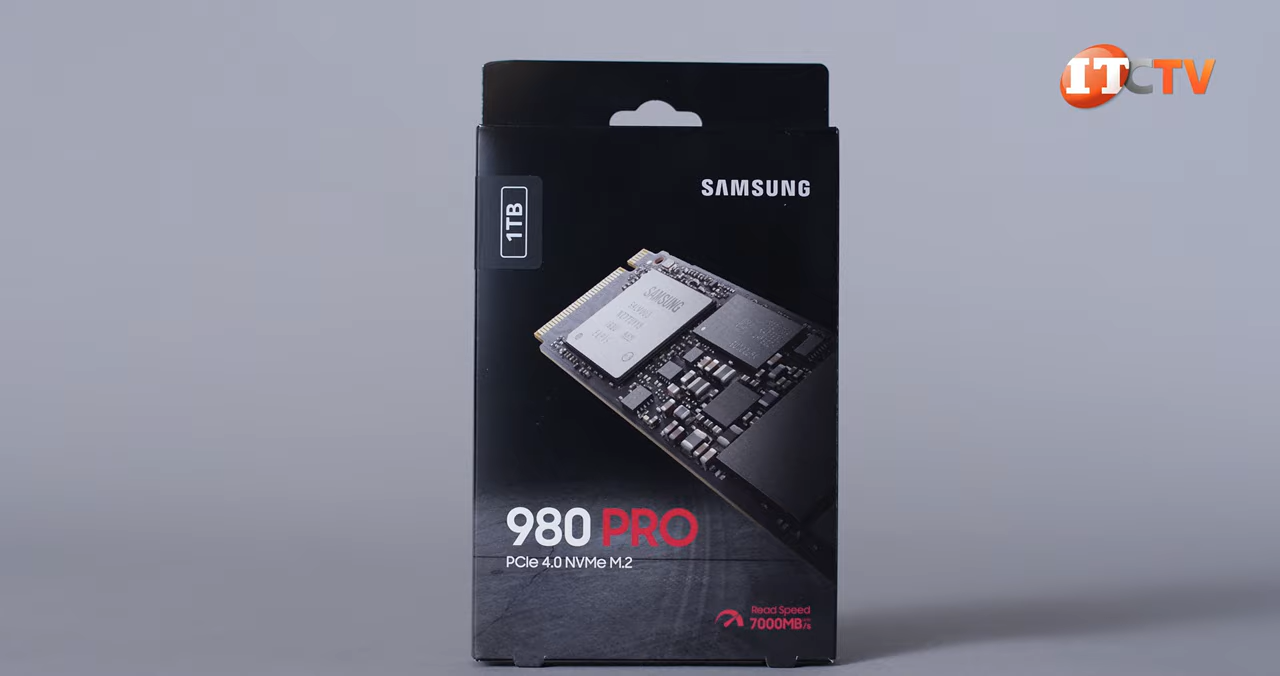 ITCTV
SAMSUNG
1TB
SAMSUNG
980 PRO
PCIe 4.0 NVMe M.2
Read Speed
7000MB/s